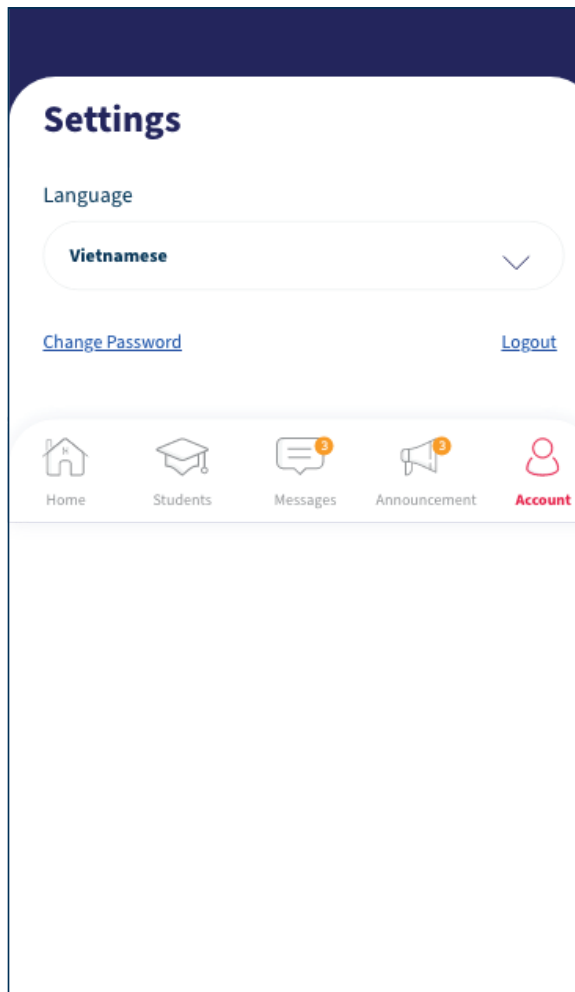 Settings
Language
Vietnamese
Change Password Logout
3 3
H
Home Students Messages Announcement Account